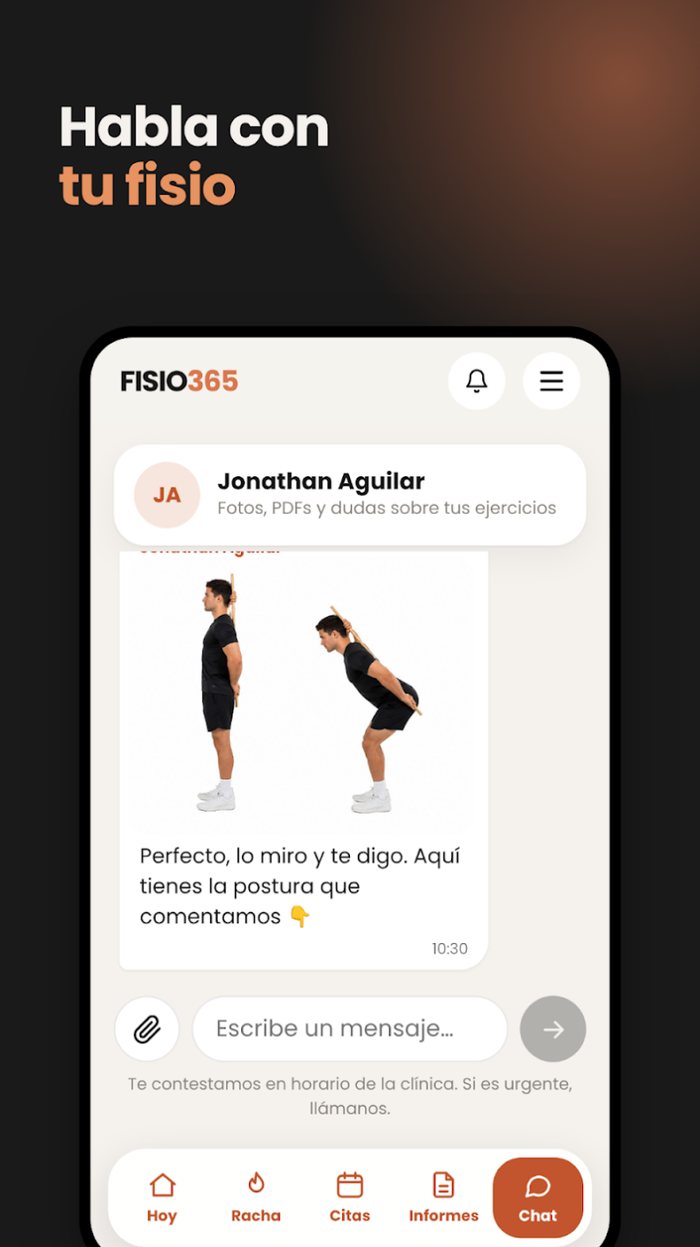 Habla con
tu fisio
FISIO365
JA
Jonathan Aguilar
Fotos, PDFs y dudas sobre tus ejercicios
Jonathan Aguilar
Perfecto, lo miro y te digo. Aquí
tienes la postura que
comentamos 👇
10:30
Escribe un mensaje...
Te contestamos en horario de la clínica. Si es urgente,
llámanos.
Hoy
Racha
Citas
Informes
Chat